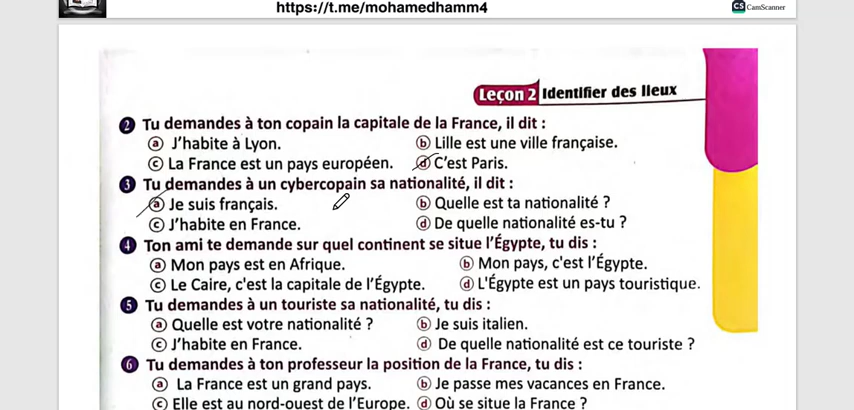 https://t.me/mohamedhamm4
CS CamScanner
Leçon 2 Identifier des lieux
2 Tu demandes à ton copain la capitale de la France, il dit :
a J'habite à Lyon. b Lille est une ville française.
c La France est un pays européen. d C'est Paris.
3 Tu demandes à un cybercopain sa nationalité, il dit :
a Je suis français. b Quelle est ta nationalité ?
c J'habite en France. d De quelle nationalité es-tu ?
4 Ton ami te demande sur quel continent se situe l'Égypte, tu dis :
a Mon pays est en Afrique. b Mon pays, c'est l'Égypte.
c Le Caire, c'est la capitale de l'Égypte. d L'Égypte est un pays touristique.
5 Tu demandes à un touriste sa nationalité, tu dis :
a Quelle est votre nationalité ? b Je suis italien.
c J'habite en France. d De quelle nationalité est ce touriste ?
6 Tu demandes à ton professeur la position de la France, tu dis :
a La France est un grand pays. b Je passe mes vacances en France.
c Elle est au nord-ouest de l'Europe. d Où se situe la France ?